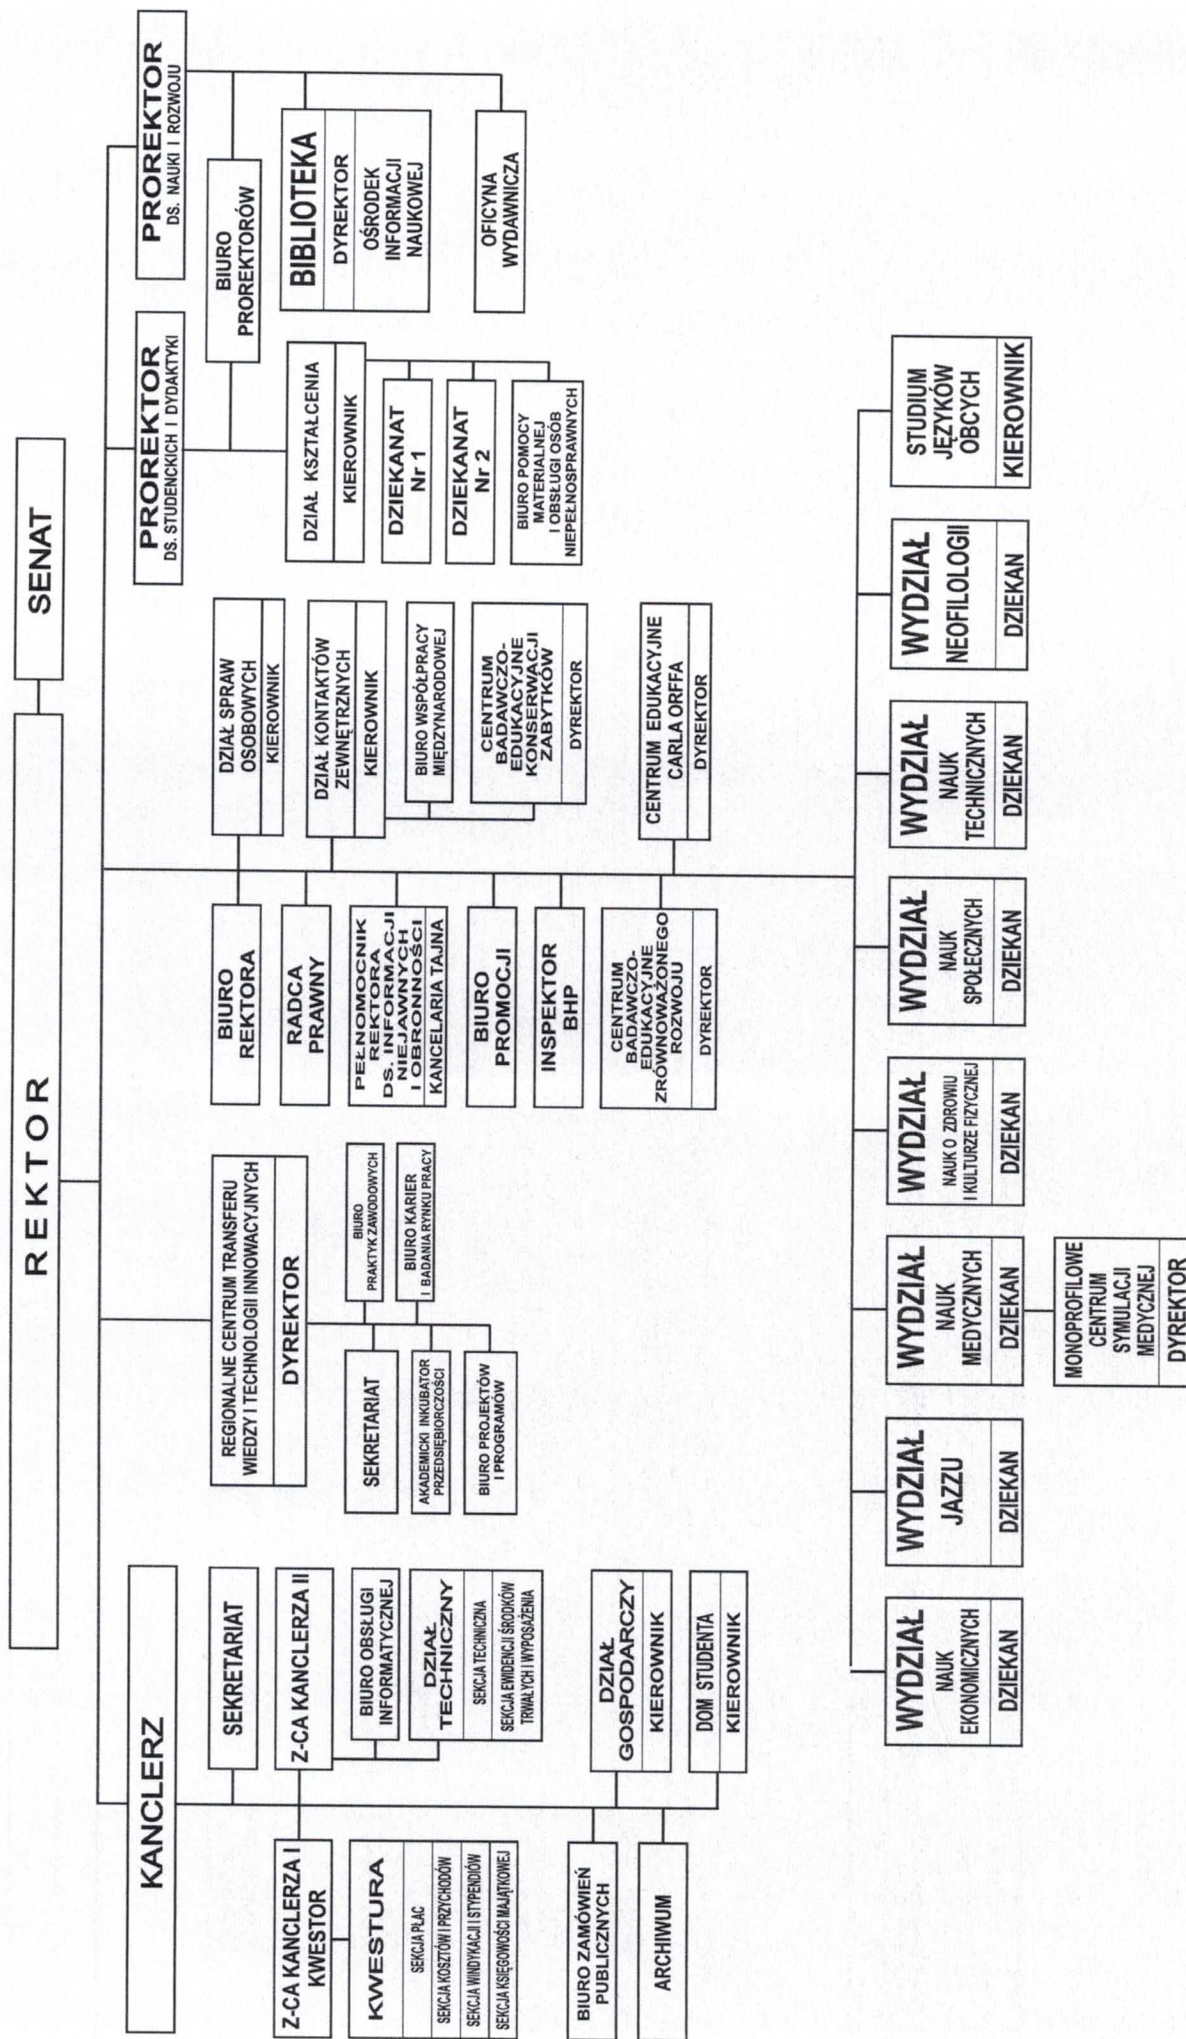 REKTOR
SENAT
KANCLERZ
SEKRETARIAT
Z-CA KANCLERZA I
KWESTOR
Z-CA KANCLERZA II
KWESTURA
SEKCJA PŁAC
SEKCJA KOSZTÓW I PRZYCHODÓW
SEKCJA WINDYKACJI I STYPENDIÓW
SEKCJA KSIĘGOWOŚCI MAJĄTKOWEJ
BIURO OBSŁUGI
INFORMATYCZNEJ
DZIAŁ
TECHNICZNY
SEKCJA TECHNICZNA
SEKCJA EWIDENCJI ŚRODKÓW
TRWAŁYCH I WYPOSAŻENIA
BIURO ZAMÓWIEŃ
PUBLICZNYCH
ARCHIWUM
DZIAŁ
GOSPODARCZY
KIEROWNIK
DOM STUDENTA
KIEROWNIK
REGIONALNE CENTRUM TRANSFERU
WIEDZY I TECHNOLOGII INNOWACYJNYCH
DYREKTOR
SEKRETARIAT
AKADEMICKI INKUBATOR
PRZEDSIĘBIORCZOŚCI
BIURO PROJEKTÓW
I PROGRAMÓW
BIURO
PRAKTYK ZAWODOWYCH
BIURO KARIER
I BADANIA RYNKU PRACY
BIURO
REKTORA
RADCA
PRAWNY
PEŁNOMOCNIK
REKTORA
DS. INFORMACJI
NIEJAWNYCH
I OBRONNOŚCI
KANCELARIA TAJNA
BIURO
PROMOCJI
INSPEKTOR
BHP
CENTRUM
BADAWCZO-
EDUKACYJNE
ZRÓWNOWAŻONEGO
ROZWOJU
DYREKTOR
DZIAŁ SPRAW
OSOBOWYCH
KIEROWNIK
DZIAŁ KONTAKTÓW
ZEWNĘTRZNYCH
KIEROWNIK
BIURO WSPÓŁPRACY
MIĘDZYNARODOWEJ
CENTRUM
BADAWCZO-
EDUKACYJNE
KONSERWACJI
ZABYTKÓW
DYREKTOR
CENTRUM EDUKACYJNE
CARLA ORFFA
DYREKTOR
PROREKTOR
DS. STUDENCKICH I DYDAKTYKI
PROREKTOR
DS. NAUKI I ROZWOJU
BIURO
PROREKTORÓW
DZIAŁ KSZTAŁCENIA
KIEROWNIK
DZIEKANAT
Nr 1
DZIEKANAT
Nr 2
BIURO POMOCY
MATERIALNEJ
I OBSŁUGI OSÓB
NIEPEŁNOSPRAWNYCH
BIBLIOTEKA
DYREKTOR
OŚRODEK
INFORMACJI
NAUKOWEJ
OFICYNA
WYDAWNICZA
WYDZIAŁ
NAUK
EKONOMICZNYCH
DZIEKAN
WYDZIAŁ
JAZZU
DZIEKAN
WYDZIAŁ
NAUK
MEDYCZNYCH
DZIEKAN
WYDZIAŁ
NAUK O ZDROWIU
I KULTURZE FIZYCZNEJ
DZIEKAN
WYDZIAŁ
NAUK
SPOŁECZNYCH
DZIEKAN
WYDZIAŁ
NAUK
TECHNICZNYCH
DZIEKAN
WYDZIAŁ
NEOFILOLOGII
DZIEKAN
STUDIUM
JĘZYKÓW
OBCYCH
KIEROWNIK
MONOPROFILOWE
CENTRUM
SYMULACJI
MEDYCZNEJ
DYREKTOR